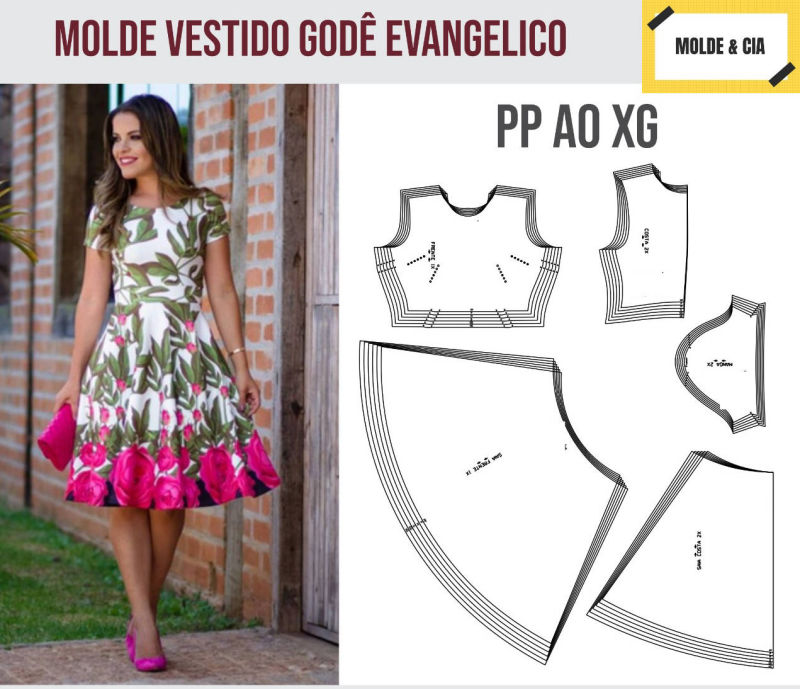 MOLDE VESTIDO GODÊ EVANGELICO
MOLDE & CIA
PP AO XG
FRENTE 1X
COSTA 2X
MANGA 2X
SAIA FRENTE 1X
SAIA COSTA 2X